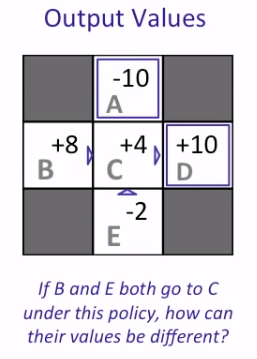 Output Values
-10
A
+8
B
+4
C
+10
D
-2
E
If B and E both go to C
under this policy, how can
their values be different?